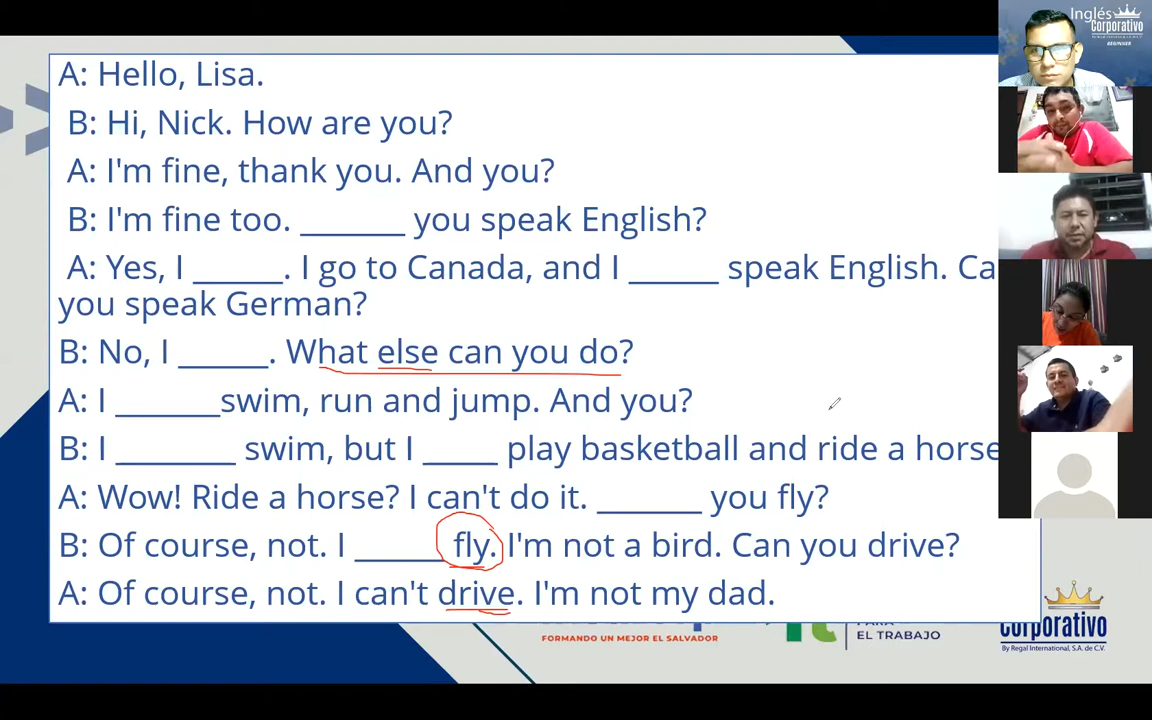 Inglés
Corporativo
BEGINNER
A: Hello, Lisa.
B: Hi, Nick. How are you?
A: I'm fine, thank you. And you?
B: I'm fine too. _______ you speak English?
A: Yes, I ______. I go to Canada, and I ______ speak English. Ca
you speak German?
B: No, I ______. What else can you do?
A: I _______swim, run and jump. And you?
B: I ________ swim, but I _____ play basketball and ride a horse
A: Wow! Ride a horse? I can't do it. _______ you fly?
B: Of course, not. I ______ fly. I'm not a bird. Can you drive?
A: Of course, not. I can't drive. I'm not my dad.
FORMANDO UN MEJOR EL SALVADOR
EL TRABAJO
corporativo
By Regal International, S.A. de C.V.